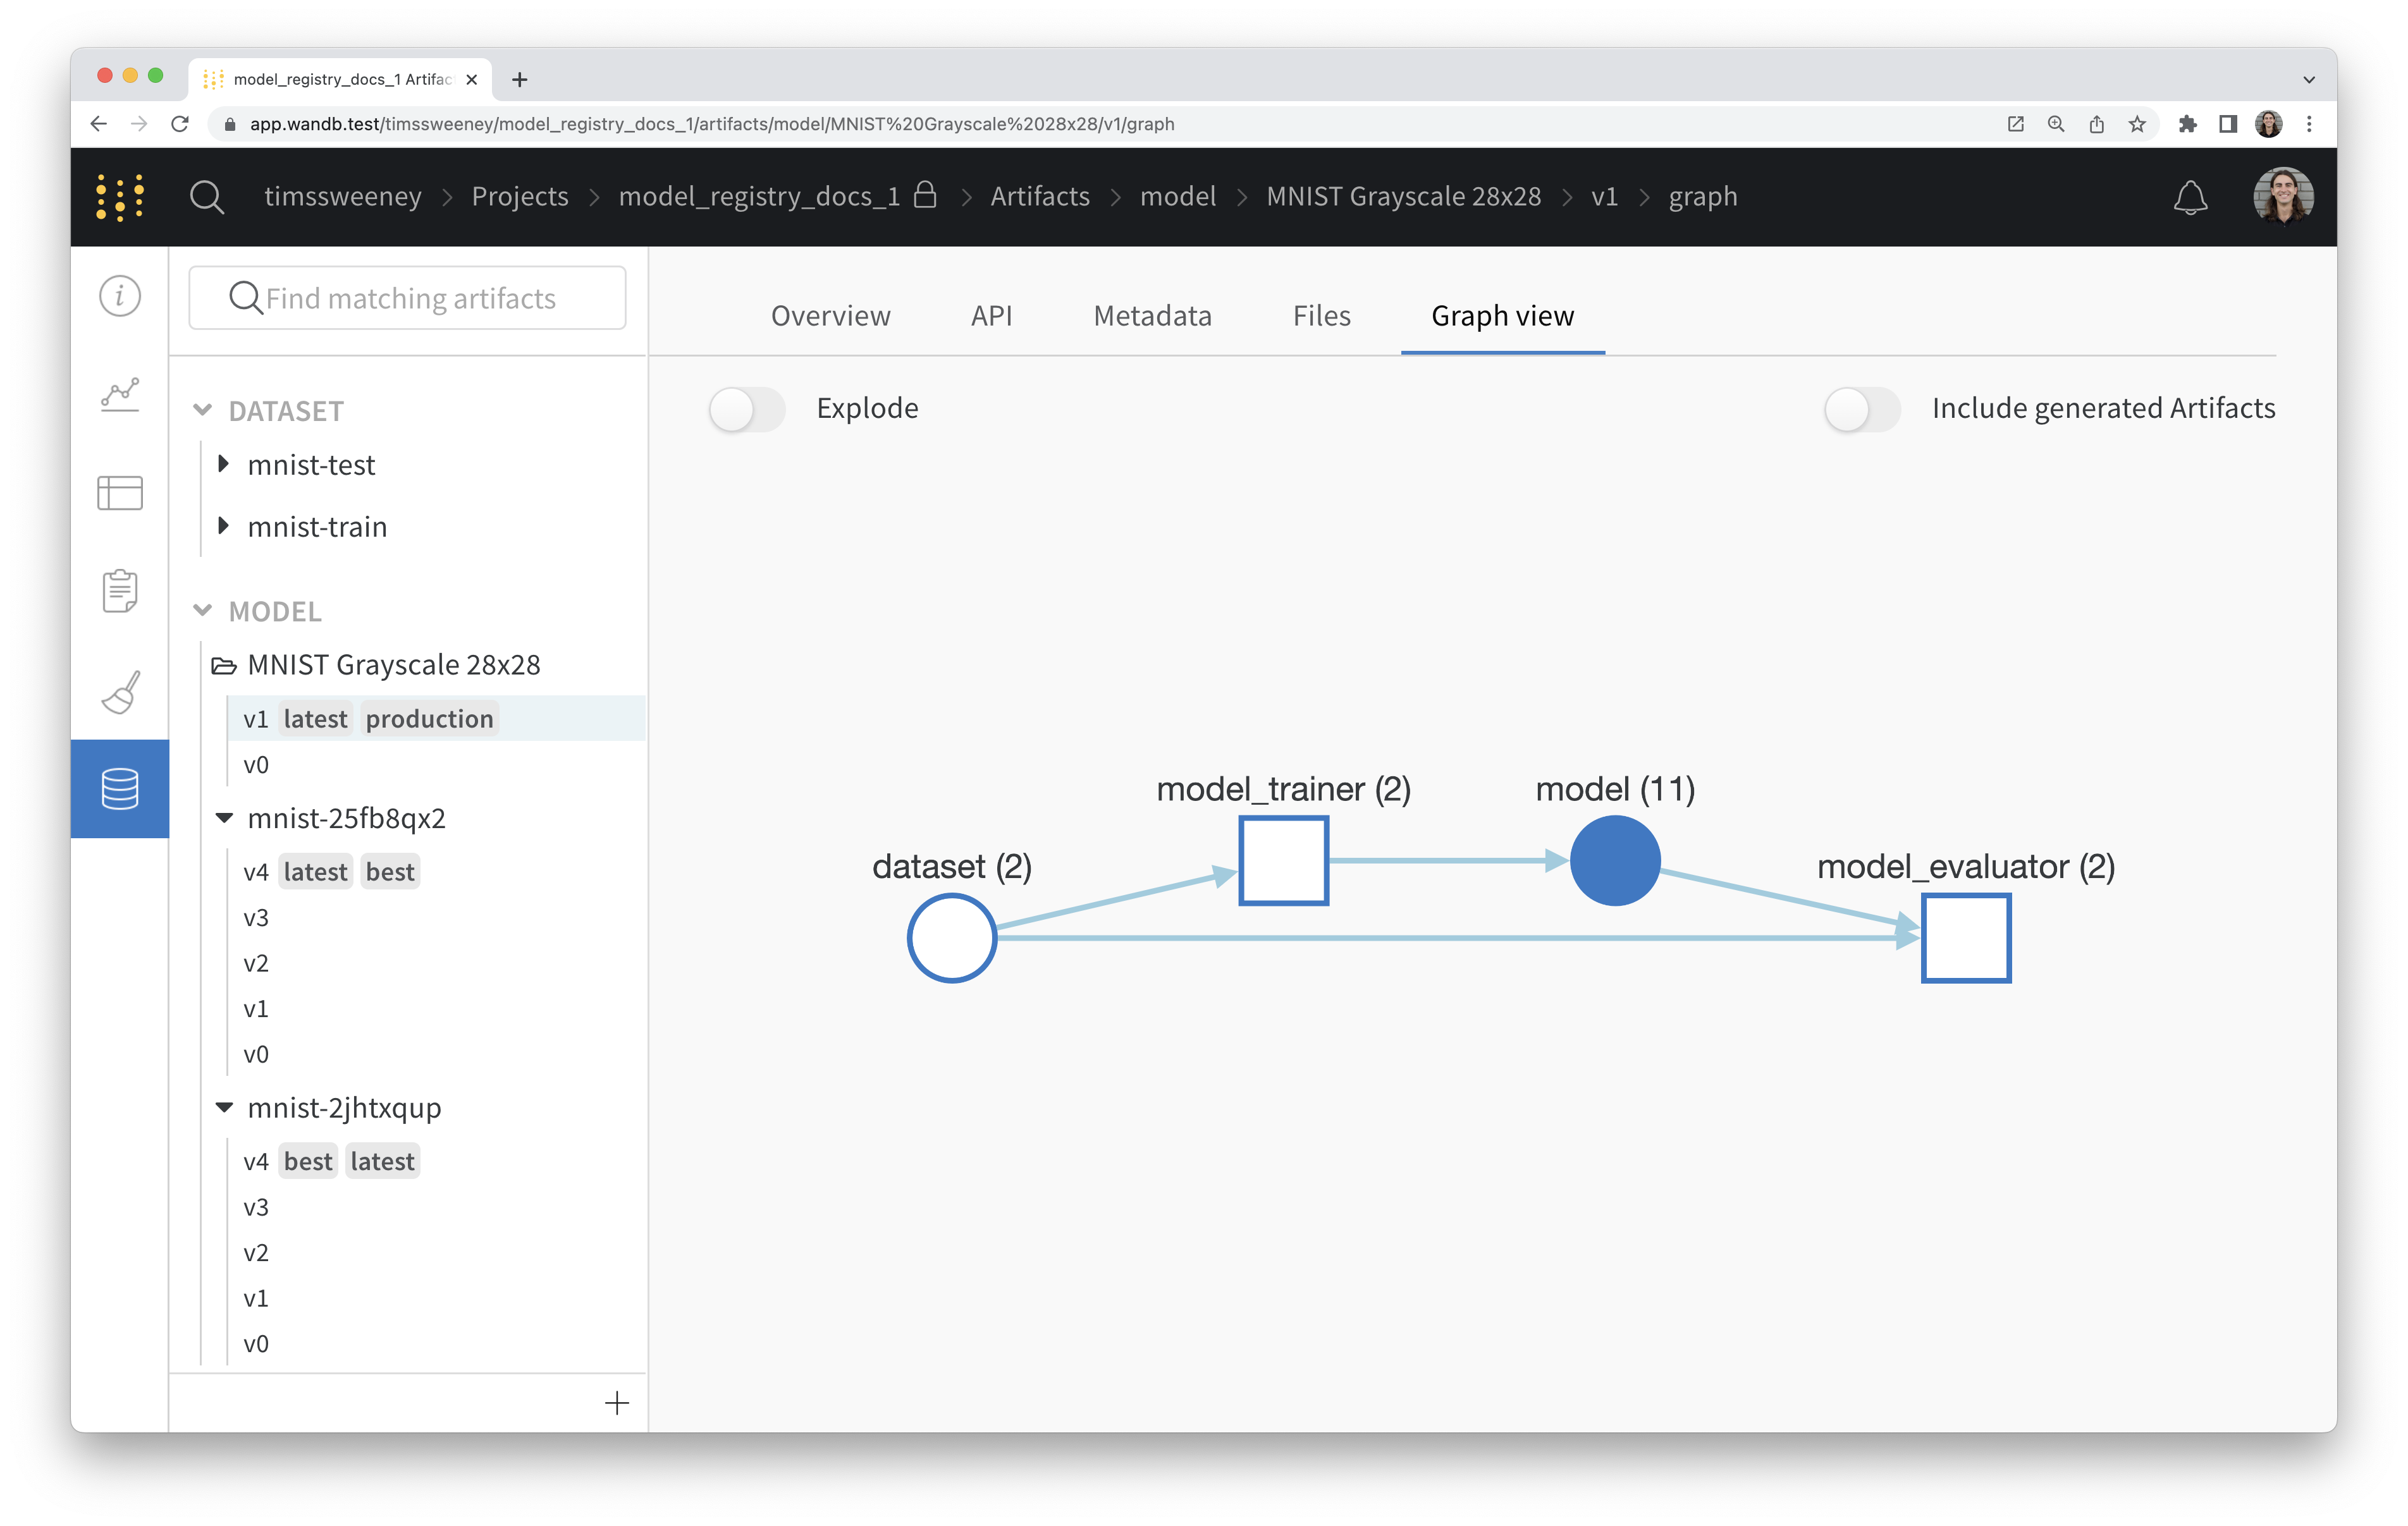 model_registry_docs_1 Artifac
app.wandb.test/timssweeney/model_registry_docs_1/artifacts/model/MNIST%20Grayscale%2028x28/v1/graph
timssweeney > Projects > model_registry_docs_1 > Artifacts > model > MNIST Grayscale 28x28 > v1 > graph
Find matching artifacts
DATASET
mnist-test
mnist-train
MODEL
MNIST Grayscale 28x28
v1 latest production
v0
mnist-25fb8qx2
v4 latest best
v3
v2
v1
v0
mnist-2jhtxqup
v4 best latest
v3
v2
v1
v0
Overview API Metadata Files Graph view
Explode
Include generated Artifacts
model_trainer (2)
model (11)
dataset (2)
model_evaluator (2)